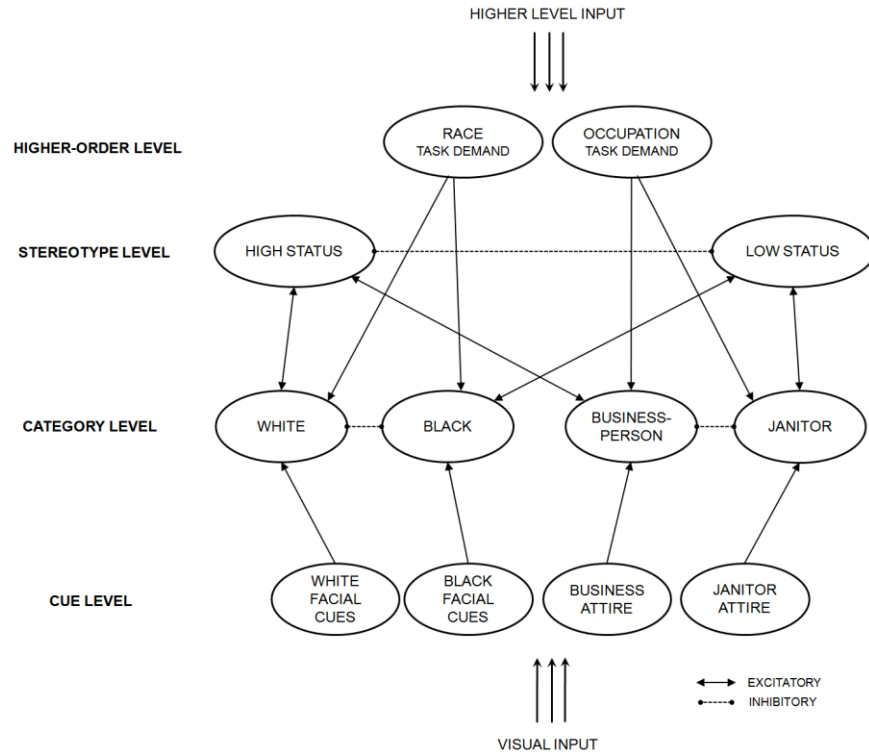 HIGHER LEVEL INPUT
HIGHER-ORDER LEVEL
RACE
TASK DEMAND
OCCUPATION
TASK DEMAND
STEREOTYPE LEVEL
HIGH STATUS
LOW STATUS
CATEGORY LEVEL
WHITE
BLACK
BUSINESS-
PERSON
JANITOR
CUE LEVEL
WHITE
FACIAL
CUES
BLACK
FACIAL
CUES
BUSINESS
ATTIRE
JANITOR
ATTIRE
EXCITATORY
INHIBITORY
VISUAL INPUT